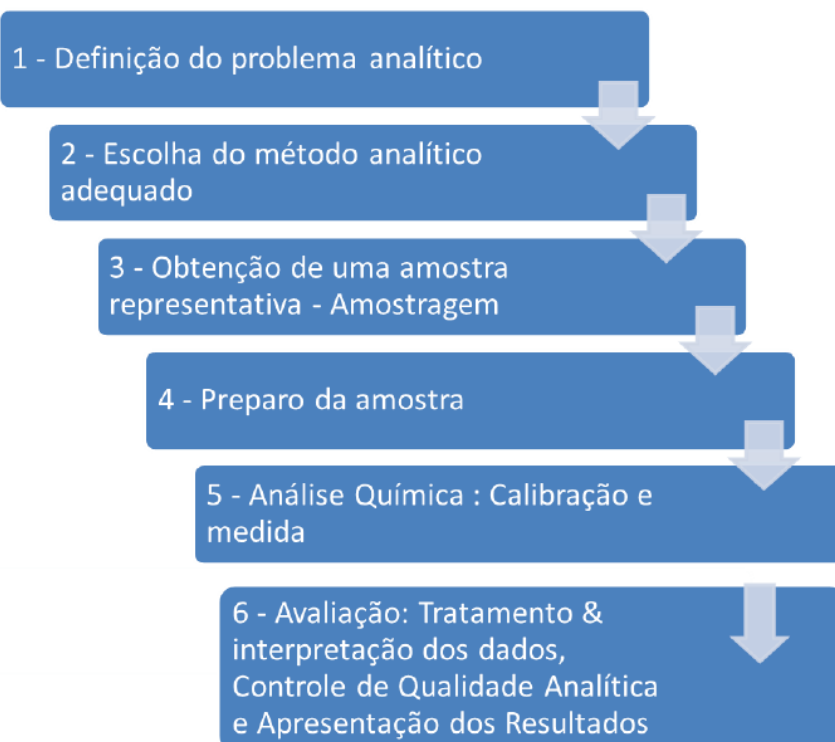 1 - Definição do problema analítico
2 - Escolha do método analítico
adequado
3 - Obtenção de uma amostra
representativa - Amostragem
4 - Preparo da amostra
5 - Análise Química : Calibração e
medida
6 - Avaliação: Tratamento &
interpretação dos dados,
Controle de Qualidade Analítica
e Apresentação dos Resultados